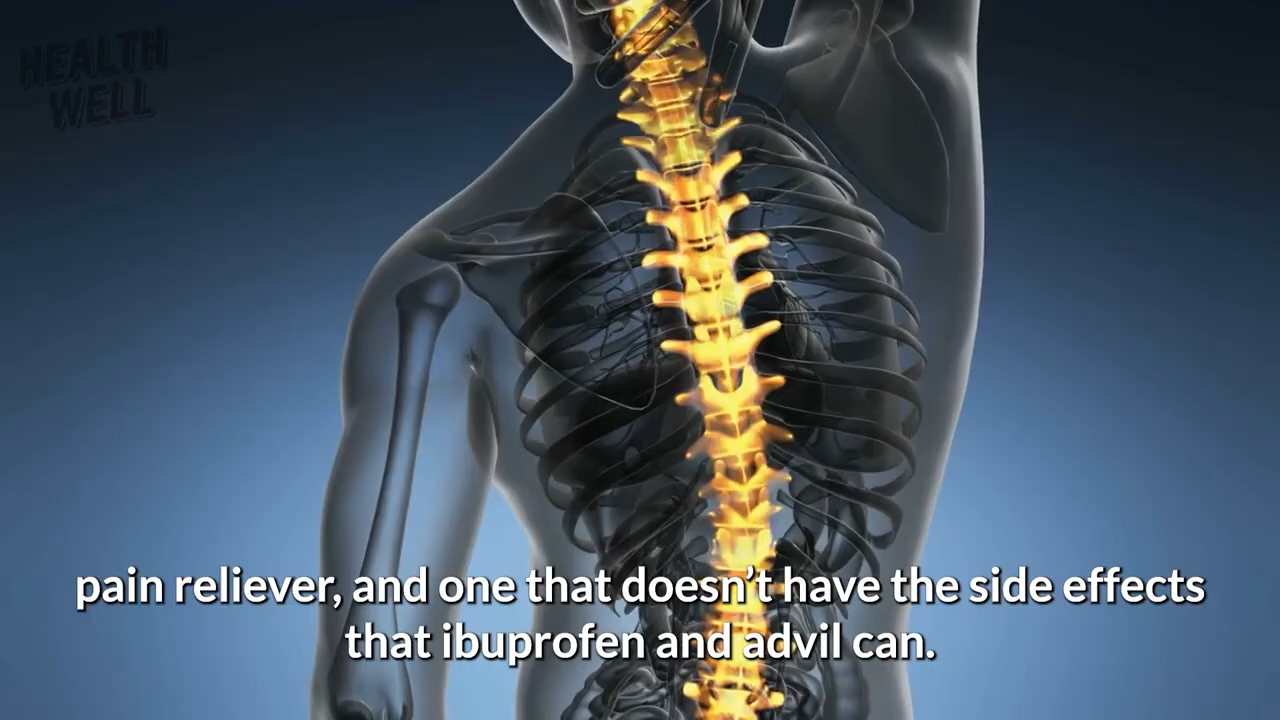 HEALTH
WELL
pain reliever, and one that doesn't have the side effects
that ibuprofen and advil can.